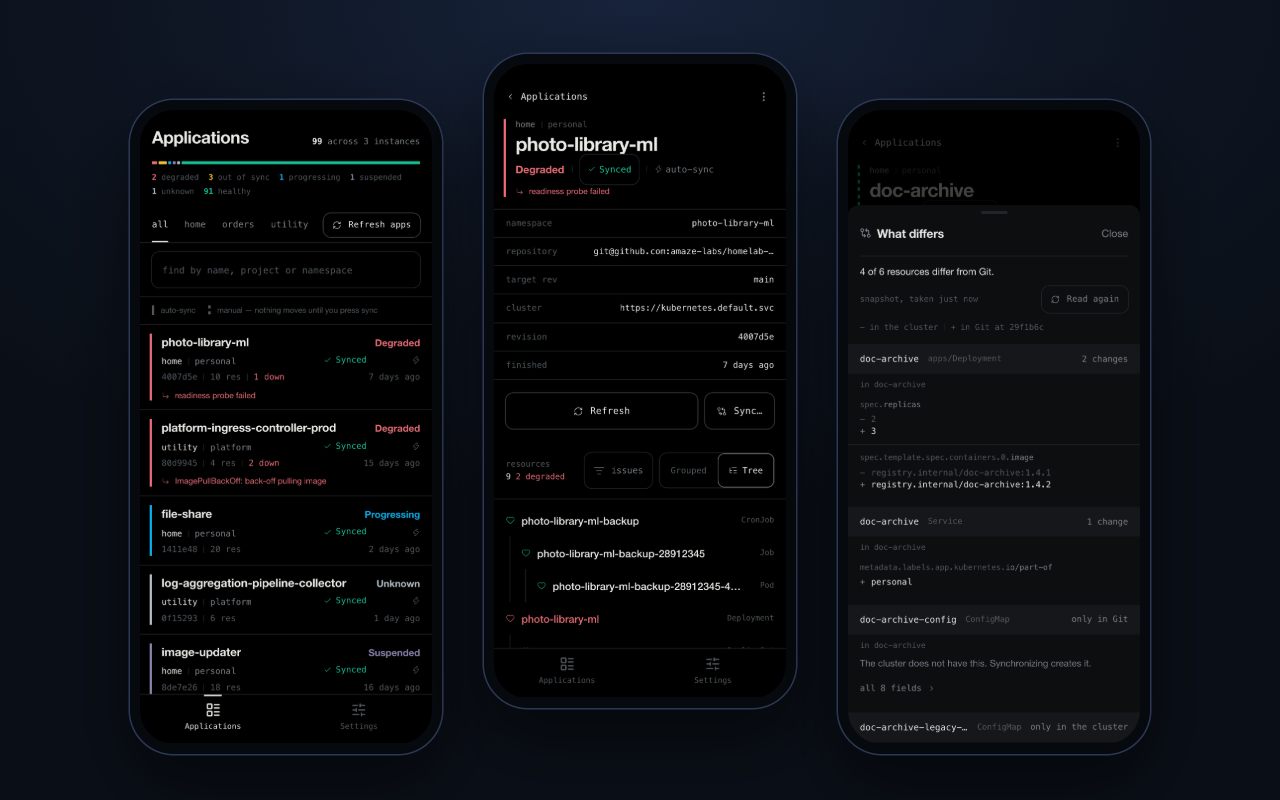 Applications
99 across 3 instances
2 degraded 3 out of sync 1 progressing 1 suspended
1 unknown 91 healthy
all home orders utility Refresh apps
find by name, project or namespace
auto-sync manual — nothing moves until you press sync
photo-library-ml Degraded
home | personal ✓ Synced
4007d5e | 10 res | 1 down 7 days ago
↳ readiness probe failed
platform-ingress-controller-prod Degraded
utility | platform ✓ Synced
80d9945 | 4 res | 2 down 15 days ago
↳ ImagePullBackOff: back-off pulling image
file-share Progressing
home | personal ✓ Synced
1411e48 | 20 res 2 days ago
log-aggregation-pipeline-collector Unknown
utility | platform ✓ Synced
0f15293 | 6 res 1 day ago
image-updater Suspended
home | personal ✓ Synced
8de7e26 | 18 res 16 days ago
Applications Settings
‹ Applications
home | personal
photo-library-ml
Degraded | ✓ Synced | auto-sync
↳ readiness probe failed
namespace photo-library-ml
repository git@github.com:amaze-labs/homelab-…
target rev main
cluster https://kubernetes.default.svc
revision 4007d5e
finished 7 days ago
Refresh Sync…
resources
9 2 degraded
issues Grouped Tree
photo-library-ml-backup CronJob
photo-library-ml-backup-28912345 Job
photo-library-ml-backup-28912345-4… Pod
photo-library-ml Deployment
Applications Settings
‹ Applications
home | personal
doc-archive
What differs Close
4 of 6 resources differ from Git.
snapshot, taken just now Read again
− in the cluster | + in Git at 29f1b6c
doc-archive apps/Deployment 2 changes
in doc-archive
spec.replicas
− 2
+ 3
spec.template.spec.containers.0.image
− registry.internal/doc-archive:1.4.1
+ registry.internal/doc-archive:1.4.2
doc-archive Service 1 change
in doc-archive
metadata.labels.app.kubernetes.io/part-of
+ personal
doc-archive-config ConfigMap only in Git
in doc-archive
The cluster does not have this. Synchronizing creates it.
all 8 fields ›
doc-archive-legacy-… ConfigMap only in the cluster